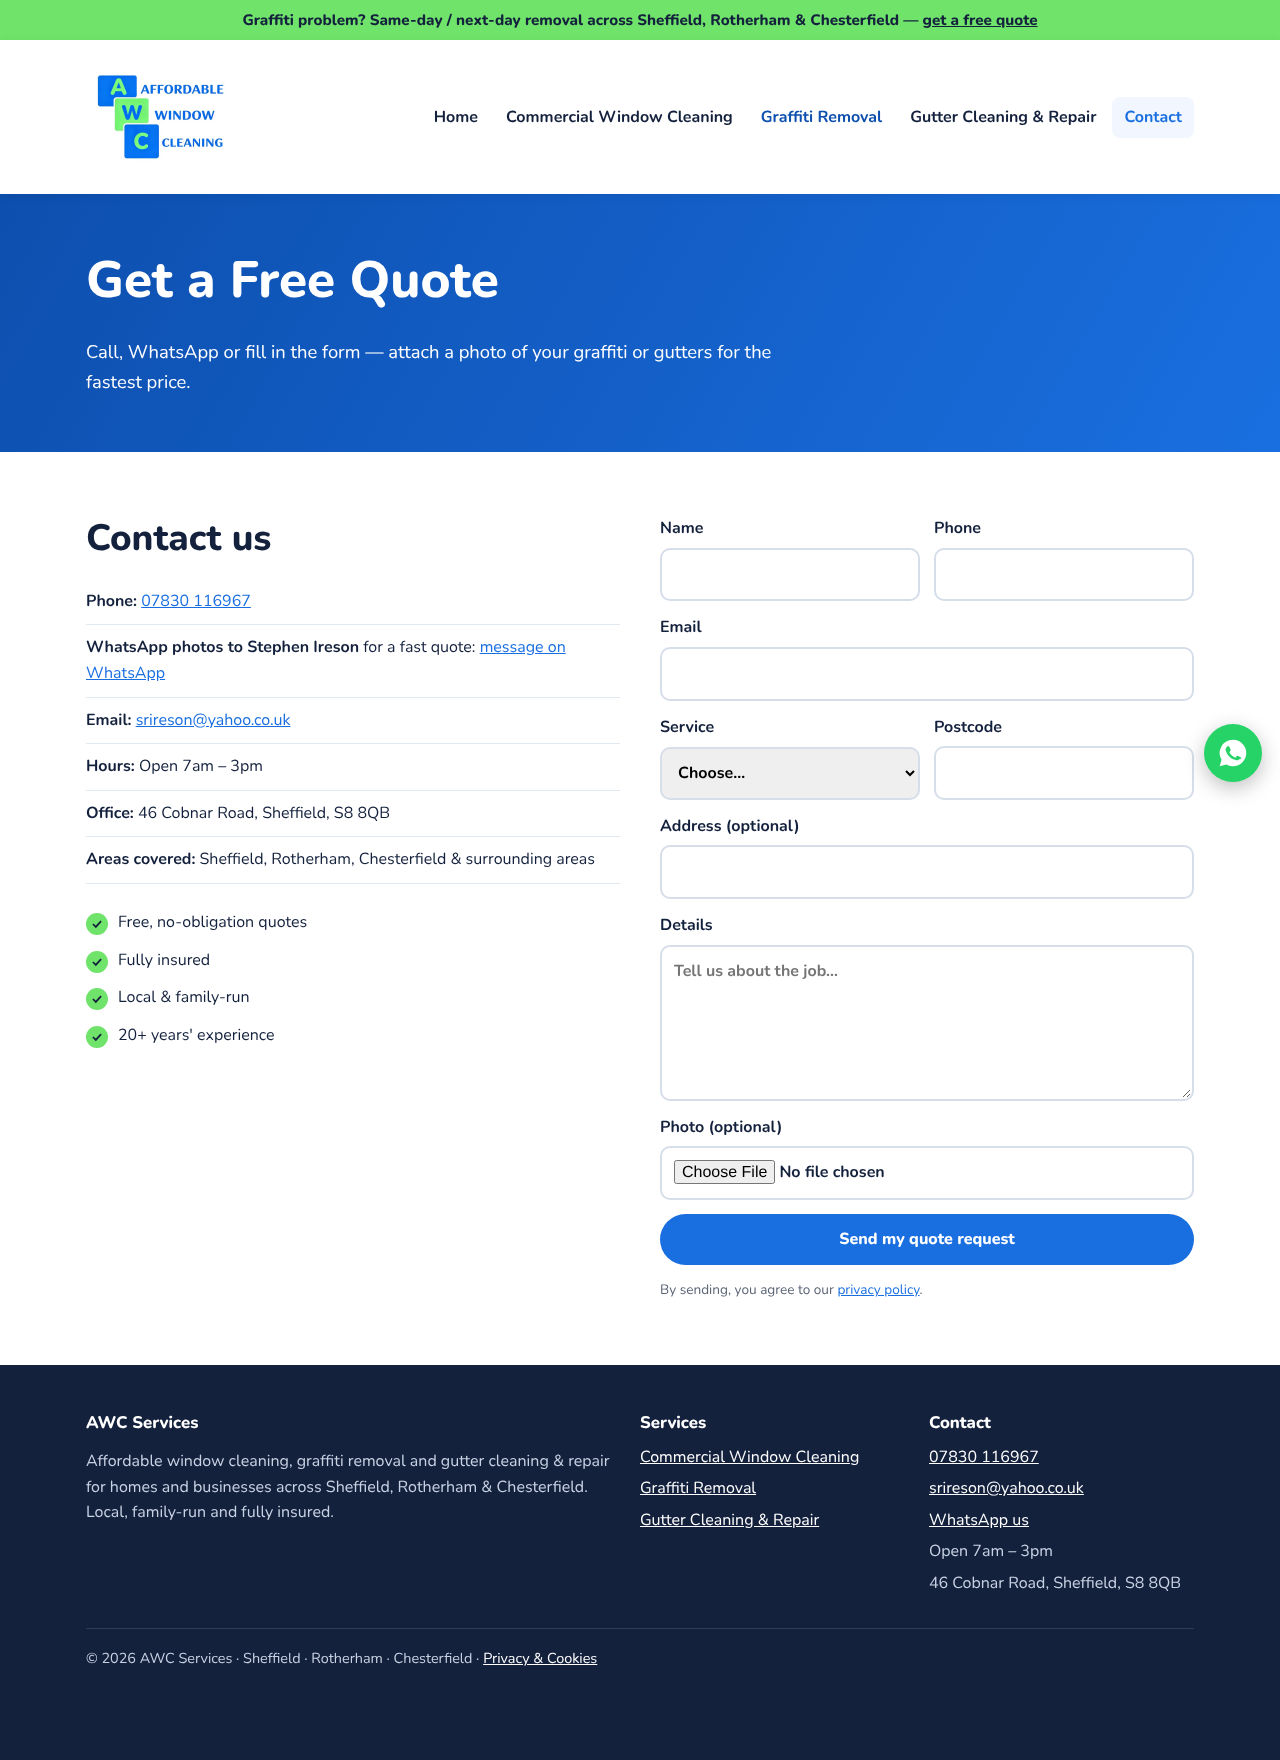 Graffiti problem? Same-day / next-day removal across Sheffield, Rotherham & Chesterfield — get a free quote
A AFFORDABLE
W WINDOW
C CLEANING
Home Commercial Window Cleaning Graffiti Removal Gutter Cleaning & Repair Contact
Get a Free Quote
Call, WhatsApp or fill in the form — attach a photo of your graffiti or gutters for the
fastest price.
Contact us
Phone: 07830 116967
WhatsApp photos to Stephen Ireson for a fast quote: message on
WhatsApp
Email: srireson@yahoo.co.uk
Hours: Open 7am – 3pm
Office: 46 Cobnar Road, Sheffield, S8 8QB
Areas covered: Sheffield, Rotherham, Chesterfield & surrounding areas
Free, no-obligation quotes
Fully insured
Local & family-run
20+ years' experience
Name Phone
Email
Service Postcode
Choose...
Address (optional)
Details
Tell us about the job...
Photo (optional)
Choose File No file chosen
Send my quote request
By sending, you agree to our privacy policy.
AWC Services
Affordable window cleaning, graffiti removal and gutter cleaning & repair
for homes and businesses across Sheffield, Rotherham & Chesterfield.
Local, family-run and fully insured.
Services
Commercial Window Cleaning
Graffiti Removal
Gutter Cleaning & Repair
Contact
07830 116967
srireson@yahoo.co.uk
WhatsApp us
Open 7am – 3pm
46 Cobnar Road, Sheffield, S8 8QB
© 2026 AWC Services · Sheffield · Rotherham · Chesterfield · Privacy & Cookies